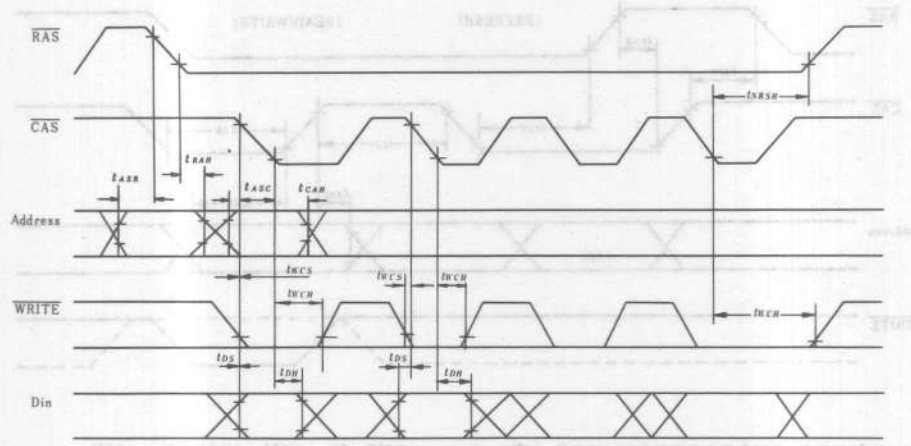 RAS
tNRSH
CAS
tRAH
tASR
tASC
tCAH
Address
tWCS
tWCS
tWCH
tWCH
WRITE
tWCH
tDS
tDS
tDH
tDH
Din